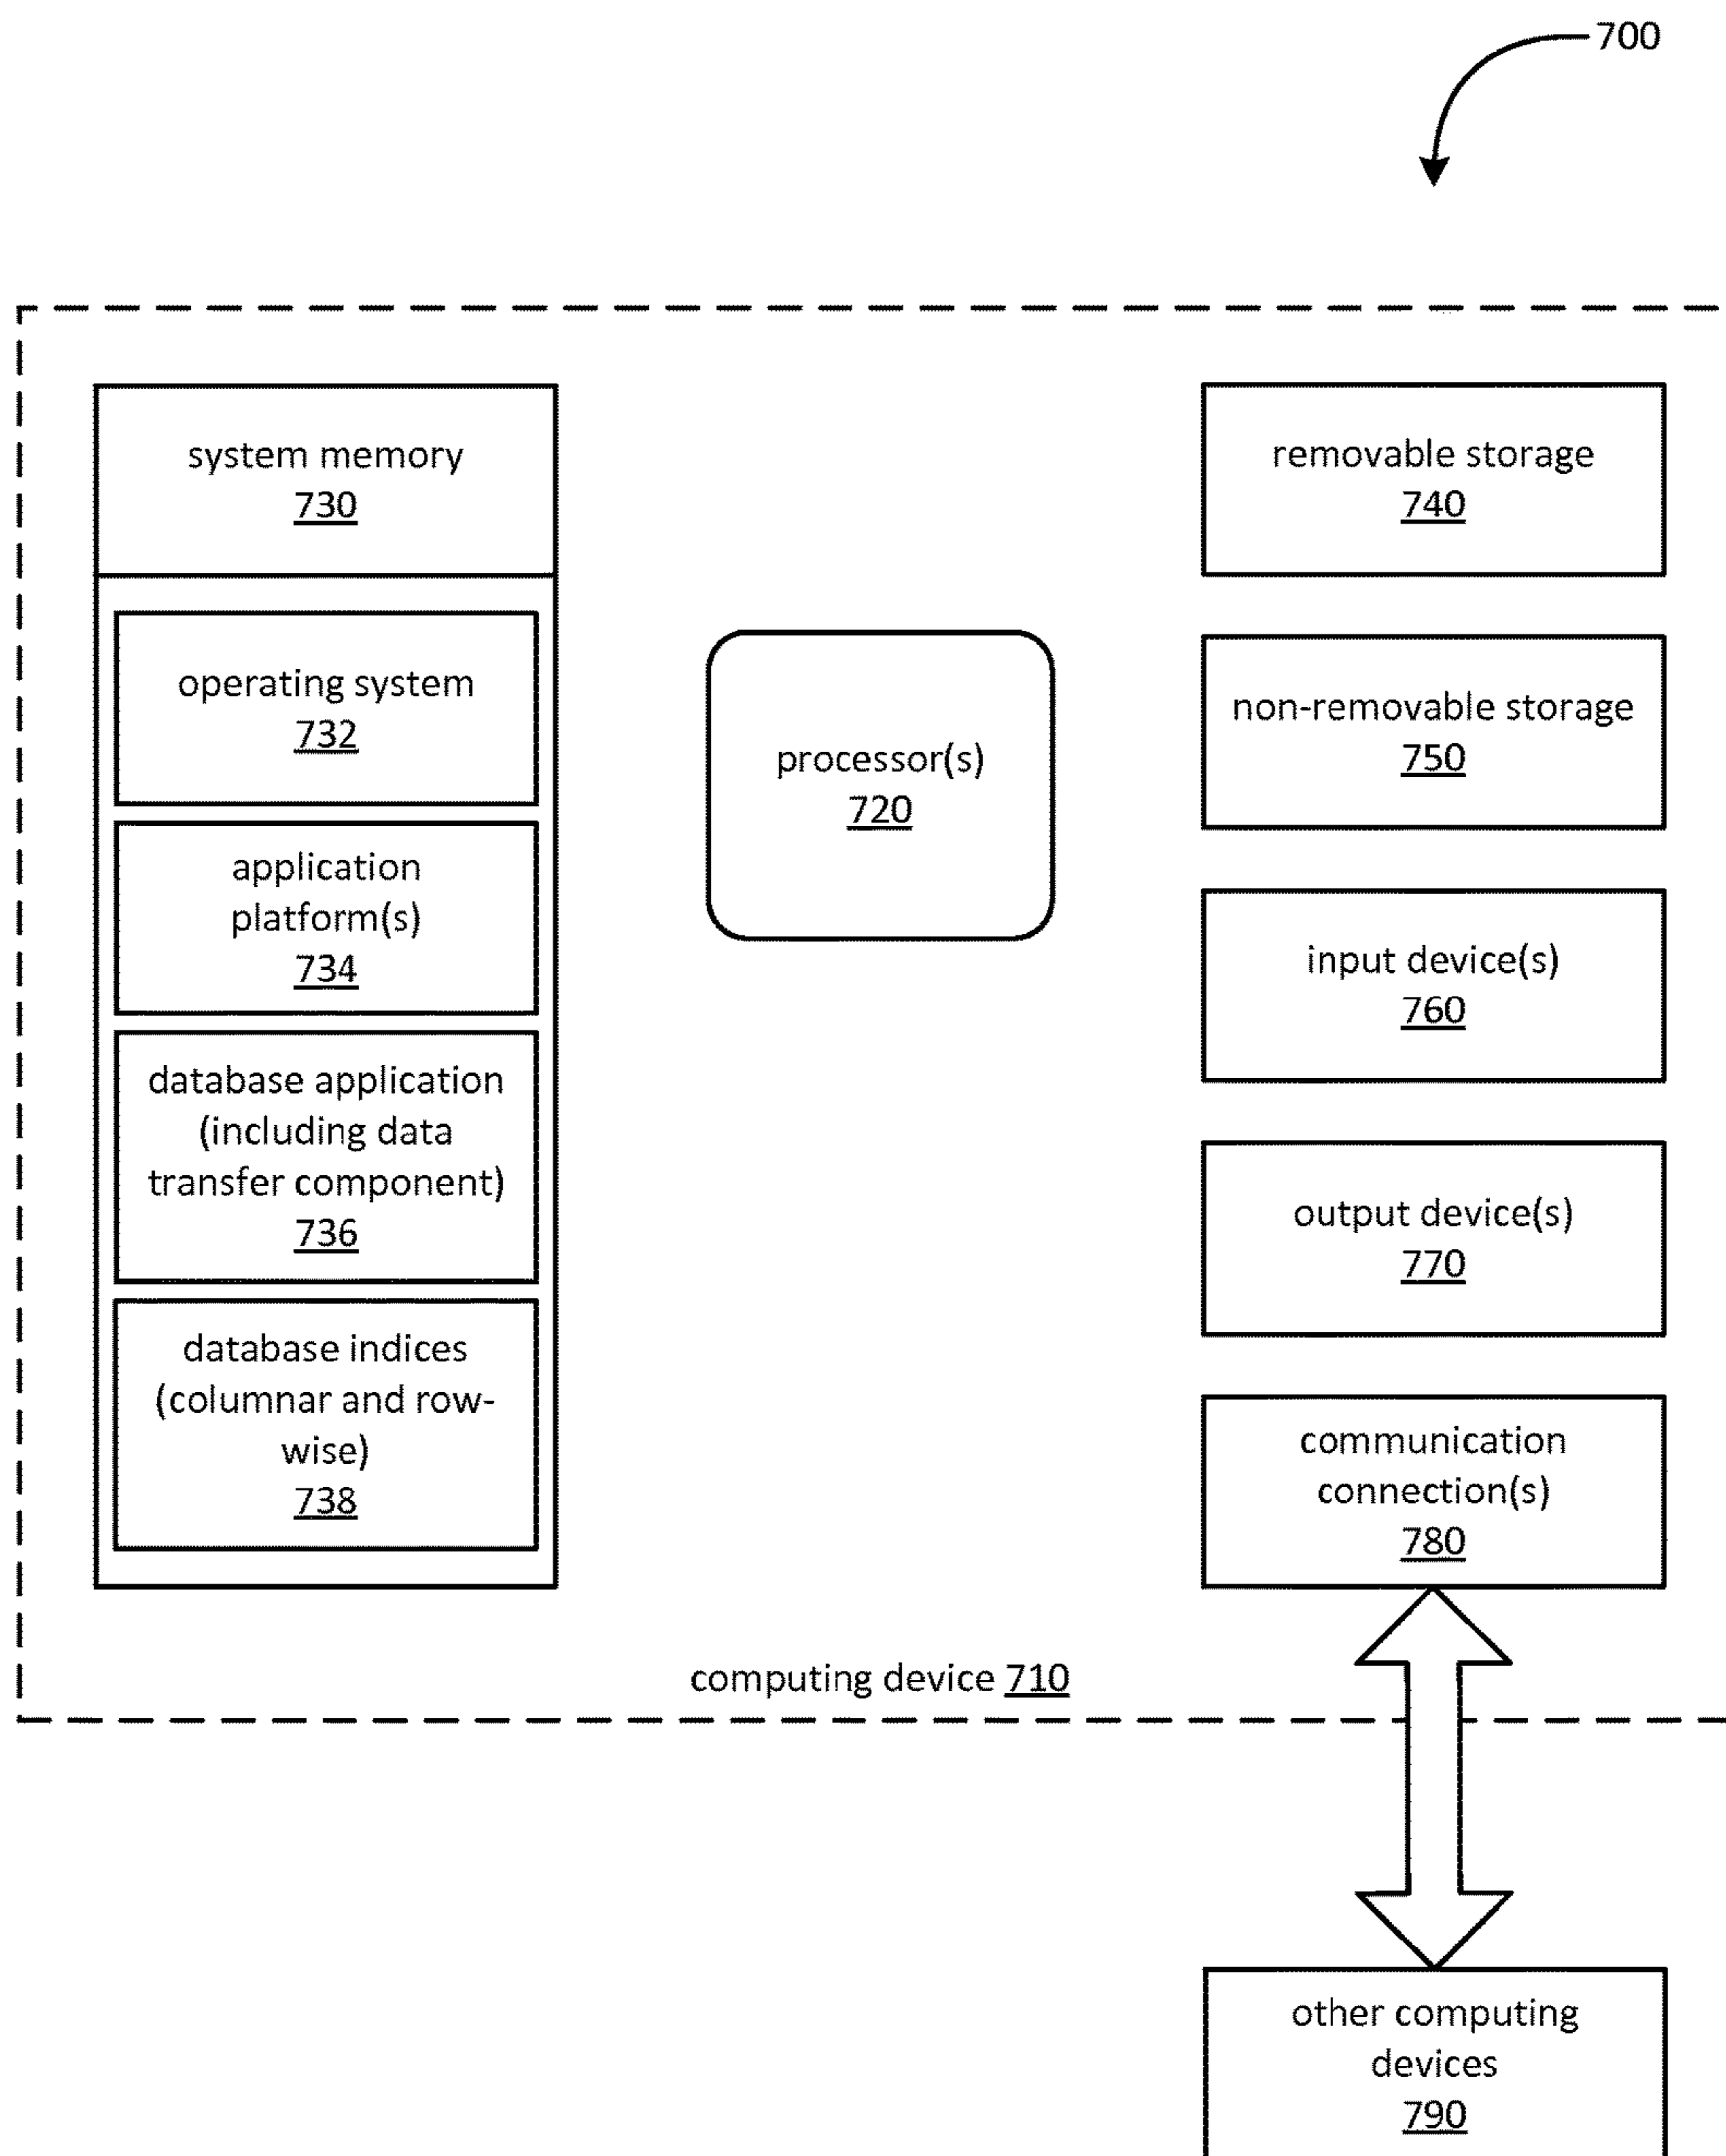 700
system memory
730
operating system
732
application
platform(s)
734
database application
(including data
transfer component)
736
database indices
(columnar and row-
wise)
738
processor(s)
720
removable storage
740
non-removable storage
750
input device(s)
760
output device(s)
770
communication
connection(s)
780
computing device 710
other computing
devices
790